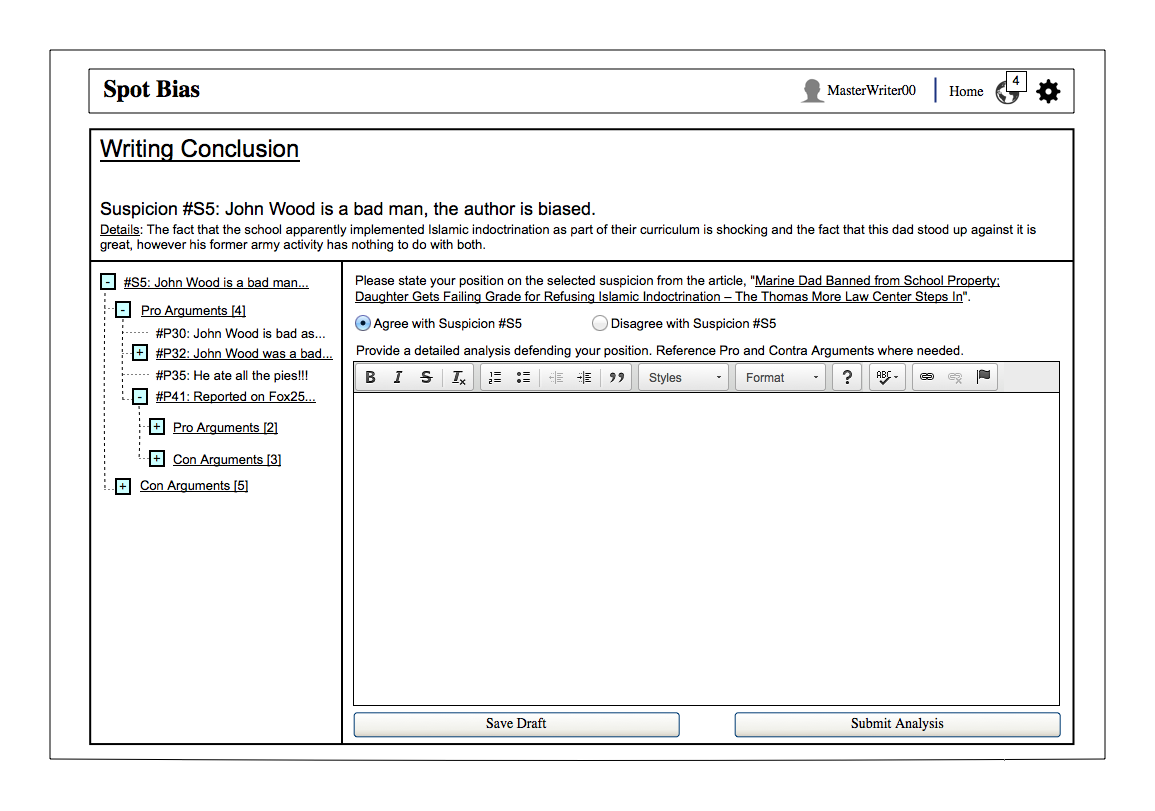 Spot Bias
MasterWriter00
Home
4
Writing Conclusion
Suspicion #S5: John Wood is a bad man, the author is biased.
Details: The fact that the school apparently implemented Islamic indoctrination as part of their curriculum is shocking and the fact that this dad stood up against it is
great, however his former army activity has nothing to do with both.
- #S5: John Wood is a bad man...
- Pro Arguments [4]
#P30: John Wood is bad as...
+ #P32: John Wood was a bad...
#P35: He ate all the pies!!!
- #P41: Reported on Fox25...
+ Pro Arguments [2]
+ Con Arguments [3]
+ Con Arguments [5]
Please state your position on the selected suspicion from the article, "Marine Dad Banned from School Property;
Daughter Gets Failing Grade for Refusing Islamic Indoctrination – The Thomas More Law Center Steps In".
Agree with Suspicion #S5
Disagree with Suspicion #S5
Provide a detailed analysis defending your position. Reference Pro and Contra Arguments where needed.
B I S Tx Styles Format ? ABC
Save Draft
Submit Analysis